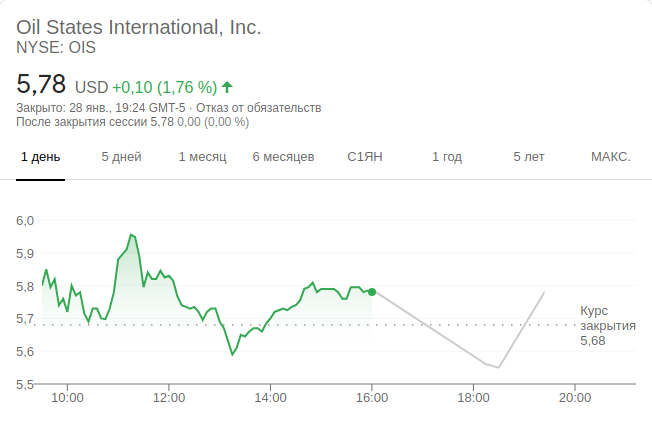 Oil States International, Inc.
NYSE: OIS
5,78 USD +0,10 (1,76 %)
Закрыто: 28 янв., 19:24 GMT-5 · Отказ от обязательств
После закрытия сессии 5,78 0,00 (0,00 %)
1 день 5 дней 1 месяц 6 месяцев С1ЯН 1 год 5 лет МАКС.
6,0
5,9
5,8
5,7
5,6
5,5
Курс
закрытия
5,68
10:00 12:00 14:00 16:00 18:00 20:00